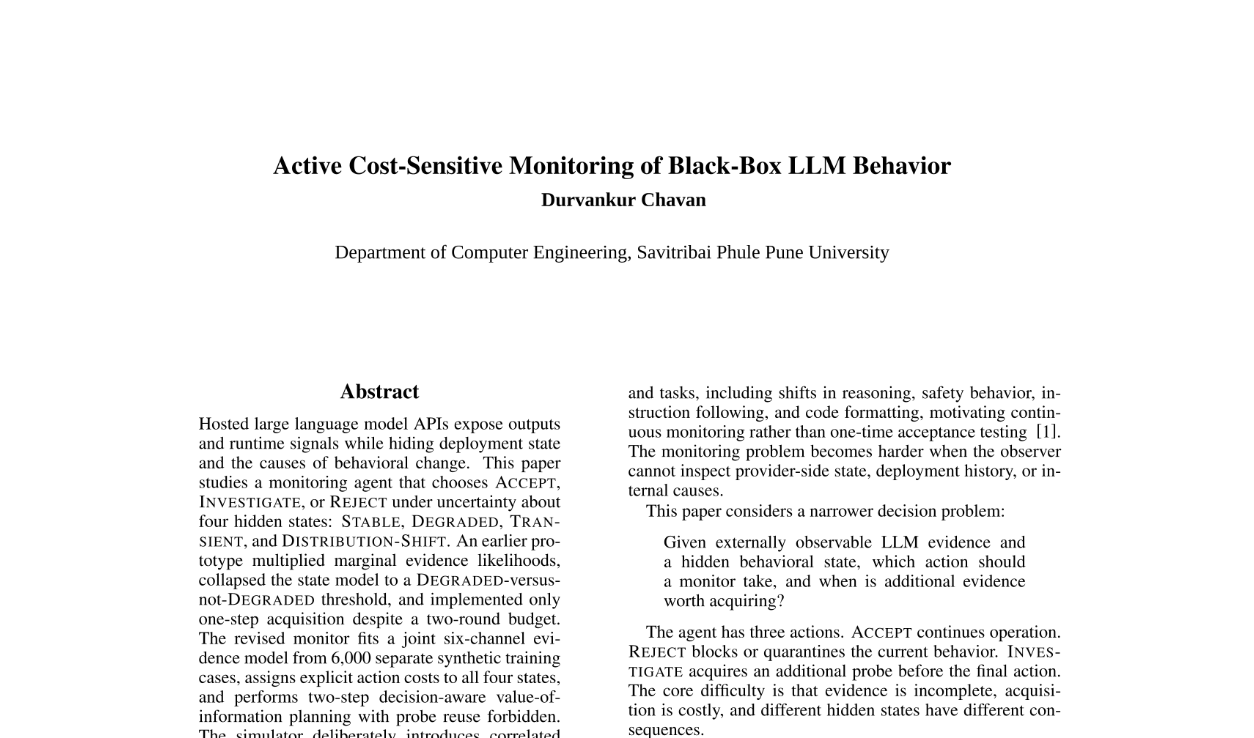 Active Cost-Sensitive Monitoring of Black-Box LLM Behavior
Durvankur Chavan
Department of Computer Engineering, Savitribai Phule Pune University
Abstract
Hosted large language model APIs expose outputs
and runtime signals while hiding deployment state
and the causes of behavioral change. This paper
studies a monitoring agent that chooses ACCEPT,
INVESTIGATE, or REJECT under uncertainty about
four hidden states: STABLE, DEGRADED, TRAN-
SIENT, and DISTRIBUTION-SHIFT. An earlier pro-
totype multiplied marginal evidence likelihoods,
collapsed the state model to a DEGRADED-versus-
not-DEGRADED threshold, and implemented only
one-step acquisition despite a two-round budget.
The revised monitor fits a joint six-channel evi-
dence model from 6,000 separate synthetic training
cases, assigns explicit action costs to all four states,
and performs two-step decision-aware value-of-
information planning with probe reuse forbidden.
The simulator deliberately introduces correlated
and tasks, including shifts in reasoning, safety behavior, in-
struction following, and code formatting, motivating contin-
uous monitoring rather than one-time acceptance testing [1].
The monitoring problem becomes harder when the observer
cannot inspect provider-side state, deployment history, or in-
ternal causes.
This paper considers a narrower decision problem:
Given externally observable LLM evidence and
a hidden behavioral state, which action should
a monitor take, and when is additional evidence
worth acquiring?
The agent has three actions. ACCEPT continues operation.
REJECT blocks or quarantines the current behavior. INVES-
TIGATE acquires an additional probe before the final action.
The core difficulty is that evidence is incomplete, acquisi-
tion is costly, and different hidden states have different con-
sequences.